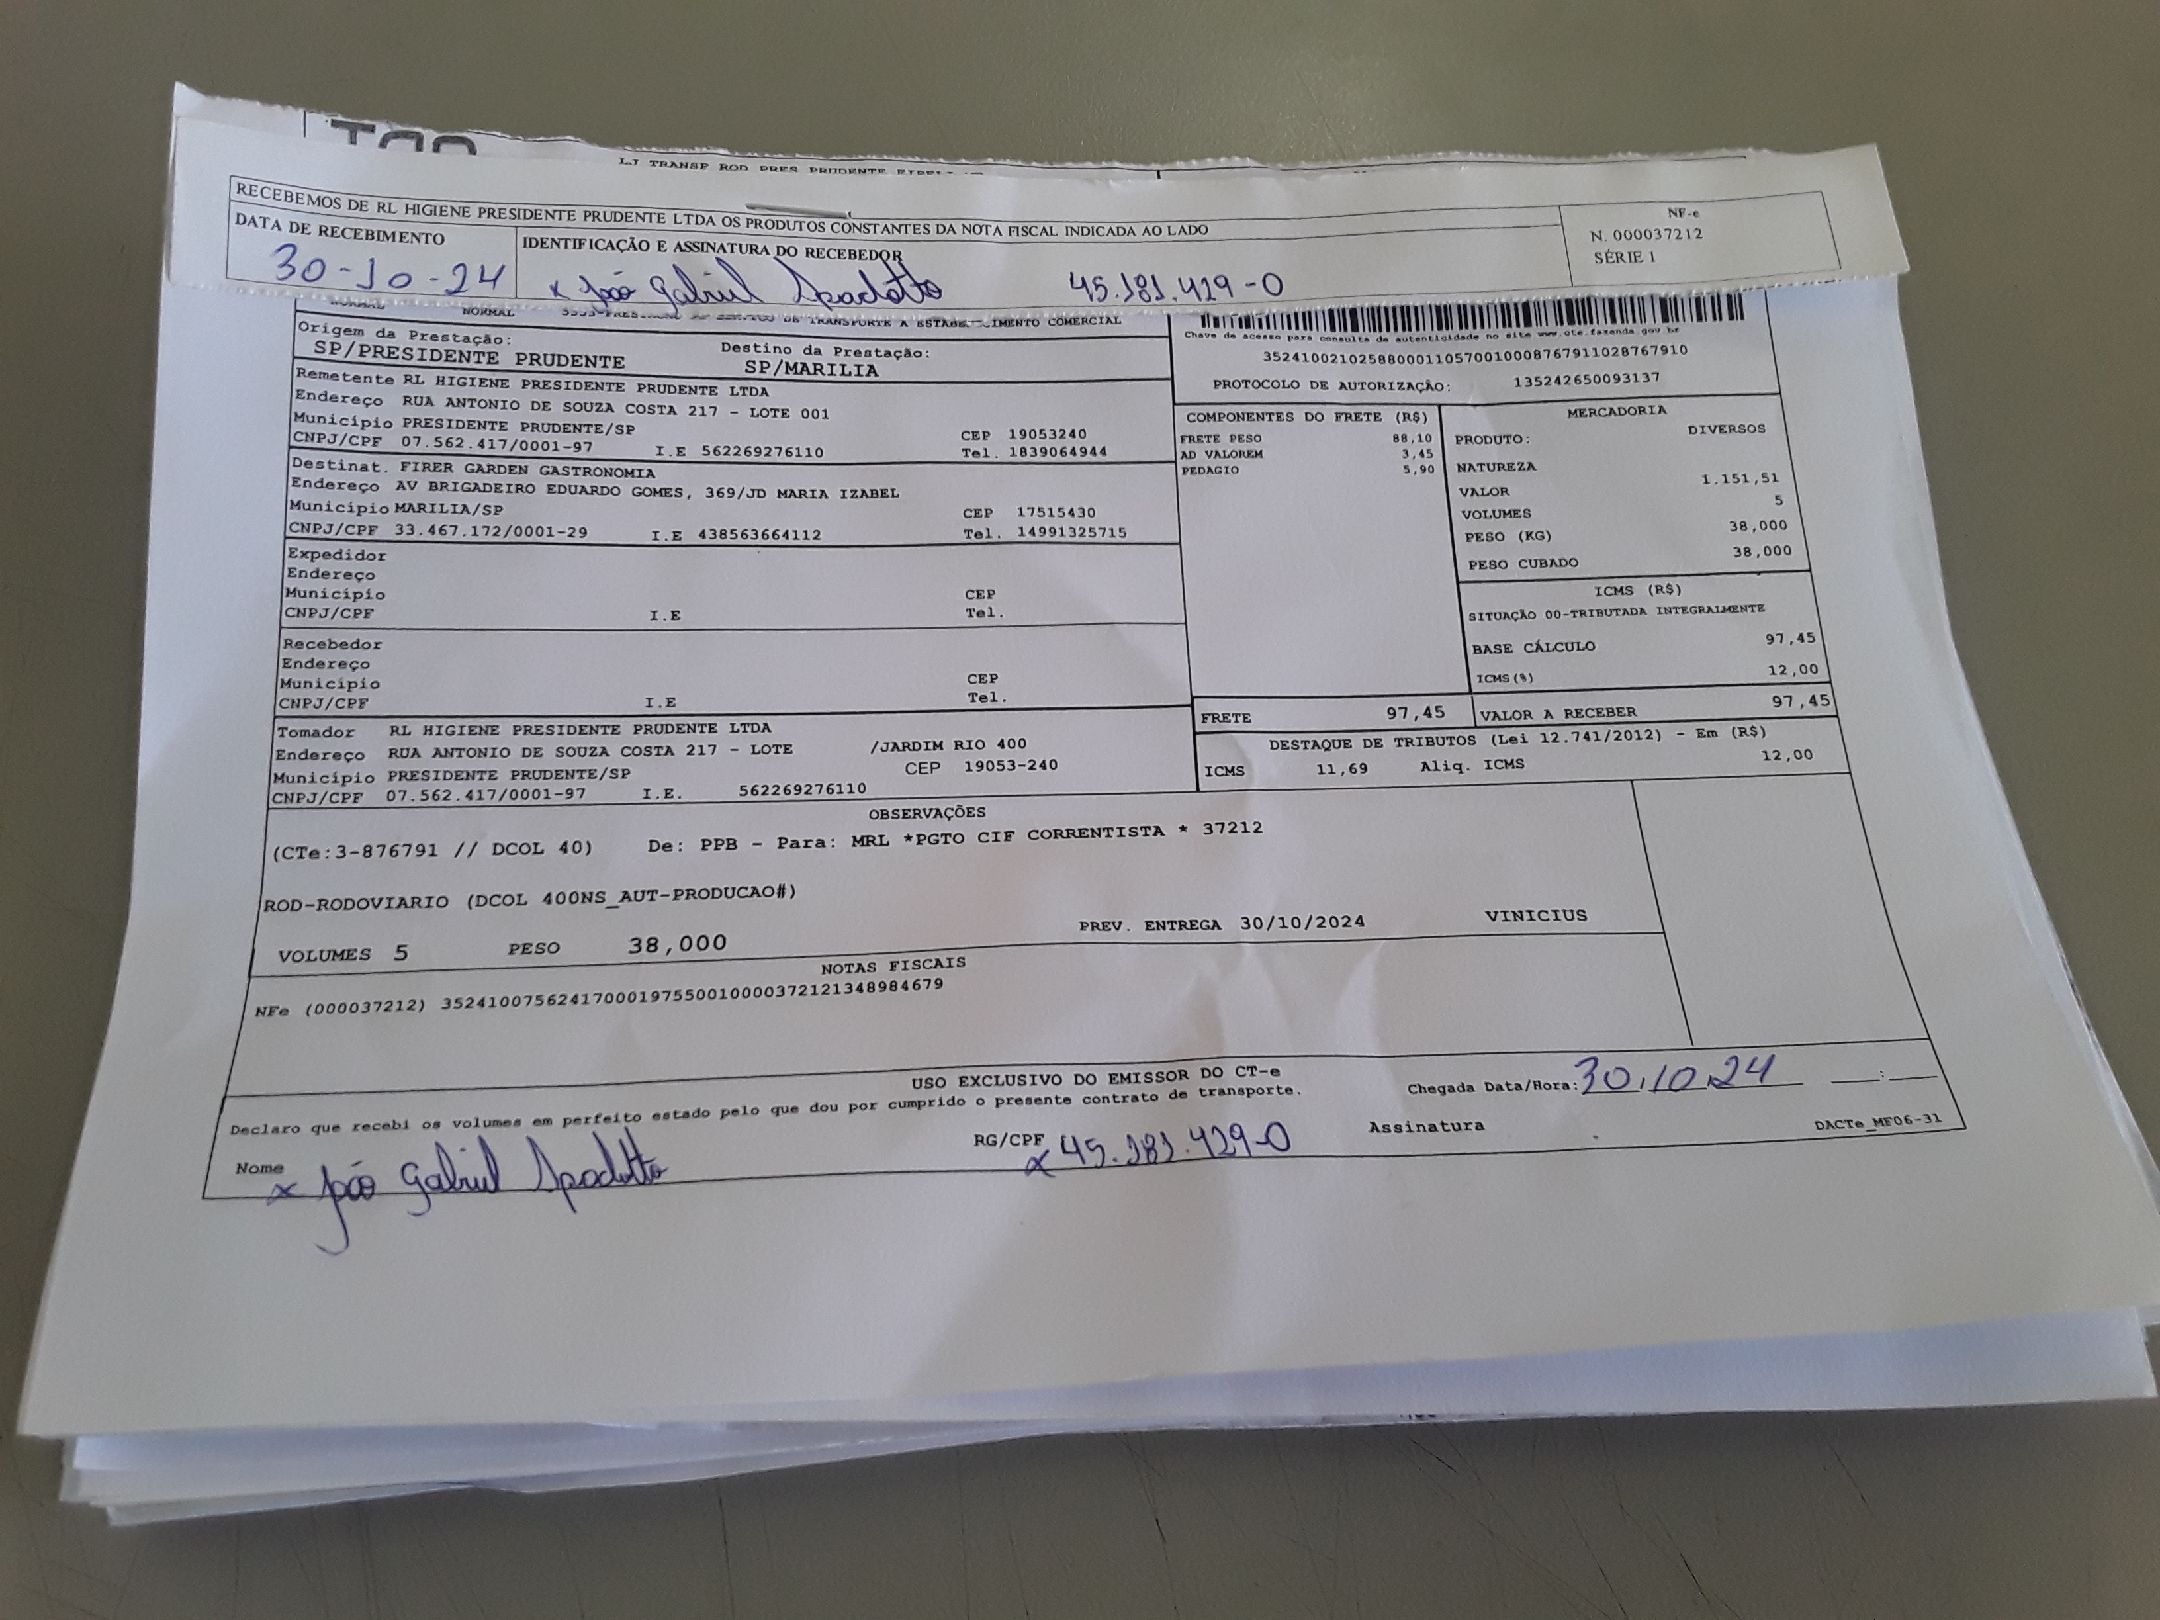 RECEBEMOS DE RL HIGIENE PRESIDENTE PRUDENTE LTDA OS PRODUTOS CONSTANTES DA NOTA FISCAL INDICADA AO LADO
NF-e
N. 000037212
SÉRIE 1
DATA DE RECEBIMENTO
30-10-24
IDENTIFICAÇÃO E ASSINATURA DO RECEBEDOR
x João Gabriel Spadotto 45.181.429-0
NORMAL
Origem da Prestação:
SP/PRESIDENTE PRUDENTE
Destino da Prestação:
SP/MARILIA
Chave de acesso para consulta de autenticidade no site www.cte.fazenda.gov.br
35241002102588000110570010008767911028767910
PROTOCOLO DE AUTORIZAÇÃO: 135242650093137
Remetente RL HIGIENE PRESIDENTE PRUDENTE LTDA
Endereço RUA ANTONIO DE SOUZA COSTA 217 - LOTE 001
Município PRESIDENTE PRUDENTE/SP CEP 19053240
CNPJ/CPF 07.562.417/0001-97 I.E 562269276110 Tel. 1839064944
Destinat. FIRER GARDEN GASTRONOMIA
Endereço AV BRIGADEIRO EDUARDO GOMES, 369/JD MARIA IZABEL
Município MARILIA/SP CEP 17515430
CNPJ/CPF 33.467.172/0001-29 I.E 438563664112 Tel. 14991325715
Expedidor
Endereço
Município CEP
CNPJ/CPF I.E Tel.
Recebedor
Endereço
Município CEP
CNPJ/CPF I.E Tel.
Tomador RL HIGIENE PRESIDENTE PRUDENTE LTDA
Endereço RUA ANTONIO DE SOUZA COSTA 217 - LOTE /JARDIM RIO 400
Município PRESIDENTE PRUDENTE/SP CEP 19053-240
CNPJ/CPF 07.562.417/0001-97 I.E. 562269276110
COMPONENTES DO FRETE (R$)
FRETE PESO 88,10
AD VALOREM 3,45
PEDAGIO 5,90
MERCADORIA
PRODUTO: DIVERSOS
NATUREZA
VALOR 1.151,51
VOLUMES 5
PESO (KG) 38,000
PESO CUBADO 38,000
ICMS (R$)
SITUAÇÃO 00-TRIBUTADA INTEGRALMENTE
BASE CÁLCULO 97,45
ICMS(%) 12,00
FRETE 97,45 VALOR A RECEBER 97,45
DESTAQUE DE TRIBUTOS (Lei 12.741/2012) - Em (R$)
ICMS 11,69 Aliq. ICMS 12,00
OBSERVAÇÕES
(CTe:3-876791 // DCOL 40) De: PPB - Para: MRL *PGTO CIF CORRENTISTA * 37212
ROD-RODOVIARIO (DCOL 400NS_AUT-PRODUCAO#)
PREV. ENTREGA 30/10/2024 VINICIUS
VOLUMES 5 PESO 38,000
NOTAS FISCAIS
NFe (000037212) 35241007562417000197550010000372121348984679
USO EXCLUSIVO DO EMISSOR DO CT-e
Declaro que recebi os volumes em perfeito estado pelo que dou por cumprido o presente contrato de transporte.
Chegada Data/Hora: 30.10.24 __:__
Nome x João Gabriel Spadotto RG/CPF x 45.181.429-0 Assinatura
DACTe_MF06-31